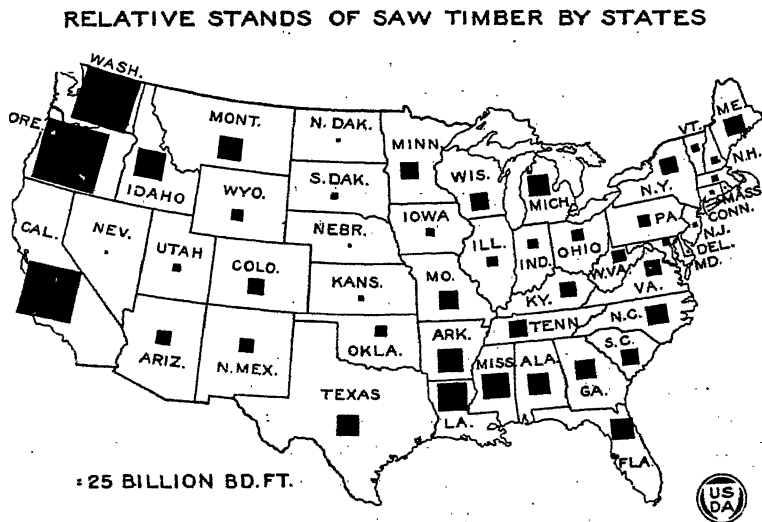 RELATIVE STANDS OF SAW TIMBER BY STATES
WASH.
ORE.
MONT.
N. DAK.
MINN.
VT.
ME.
IDAHO
WYO.
S. DAK.
WIS.
MICH.
N.Y.
N.H.
MASS
CONN.
CAL.
NEV.
UTAH
COLO.
NEBR.
IOWA
ILL.
IND.
OHIO
PA.
N.J.
DEL.
MD.
KANS.
MO.
KY.
W.VA
VA.
ARIZ.
N.MEX.
OKLA.
ARK.
TENN
N.C.
S.C.
TEXAS
LA.
MISS.
ALA.
GA.
FLA.
=25 BILLION BD.FT.
US
DA